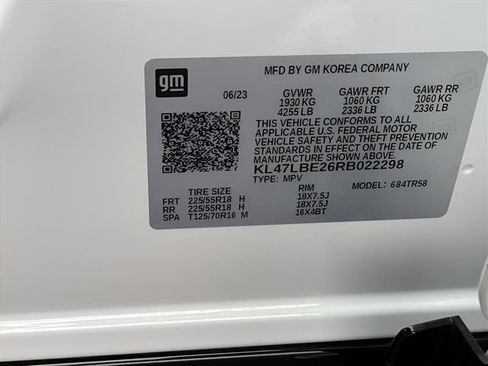 gm
MFD BY GM KOREA COMPANY
06/23 GVWR GAWR FRT GAWR RR
1930 KG 1060 KG 1060 KG
4255 LB 2336 LB 2336 LB
THIS VEHICLE CONFORMS TO ALL
APPLICABLE U.S. FEDERAL MOTOR
VEHICLE SAFETY AND THEFT PREVENTION
STANDARDS IN EFFECT ON THE DATE OF
MANUFACTURE SHOWN ABOVE.
KL47LBE26RB022298
TYPE: MPV MODEL: 684TR58
TIRE SIZE RIM
FRT 225/55R18 H 18X7.5J
RR 225/55R18 H 18X7.5J
SPA T125/70R16 M 16X4BT